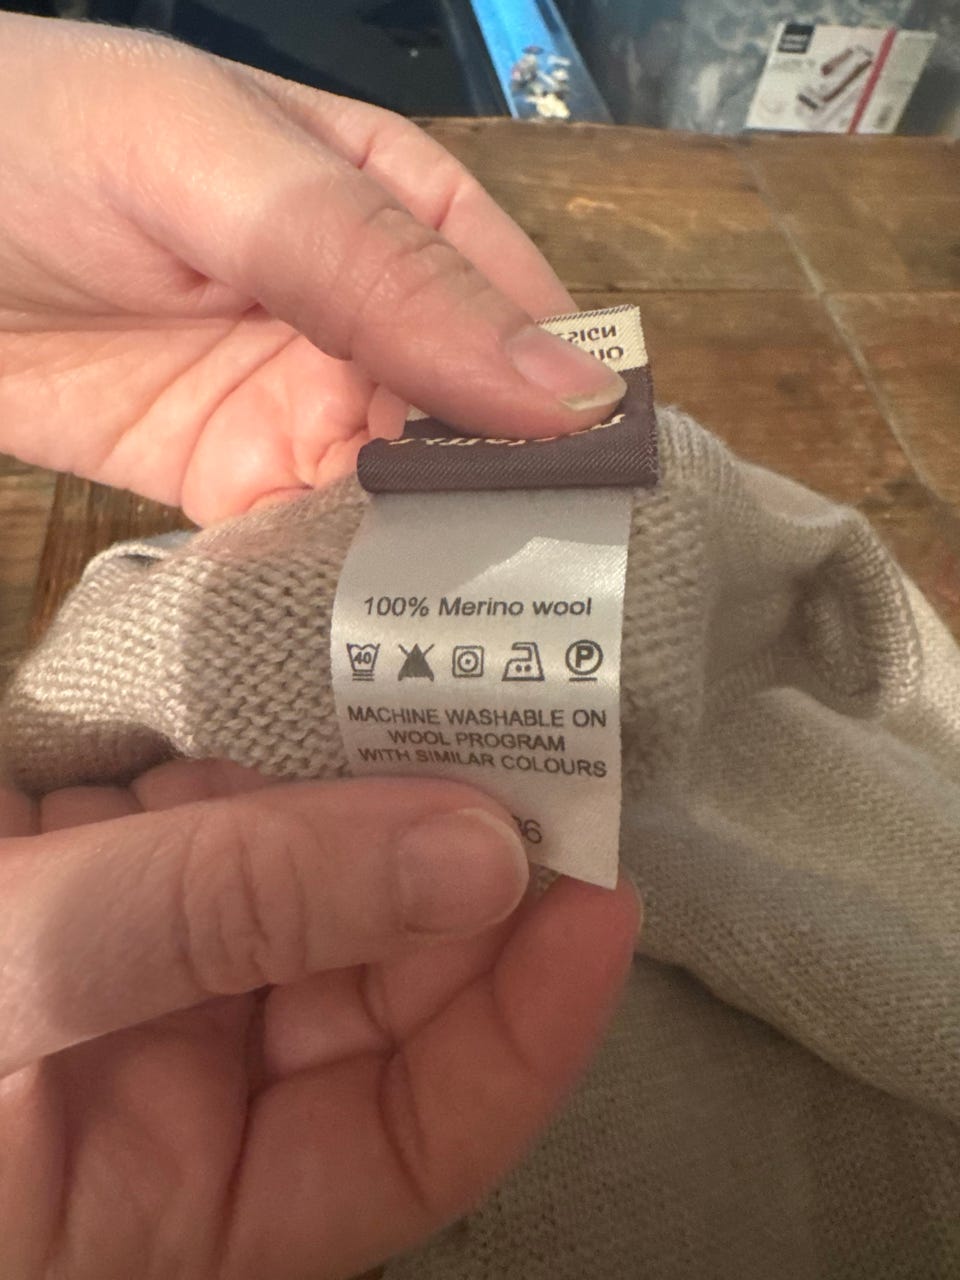 100% Merino wool
40
P
MACHINE WASHABLE ON
WOOL PROGRAM
WITH SIMILAR COLOURS